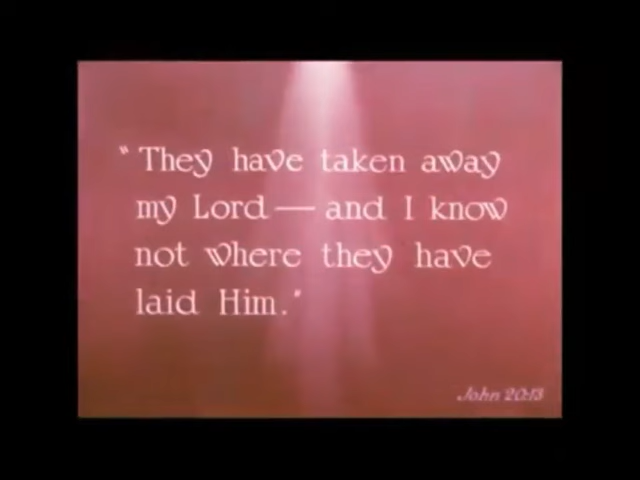 "They have taken away
my Lord — and I know
not where they have
laid Him."
John 20:13